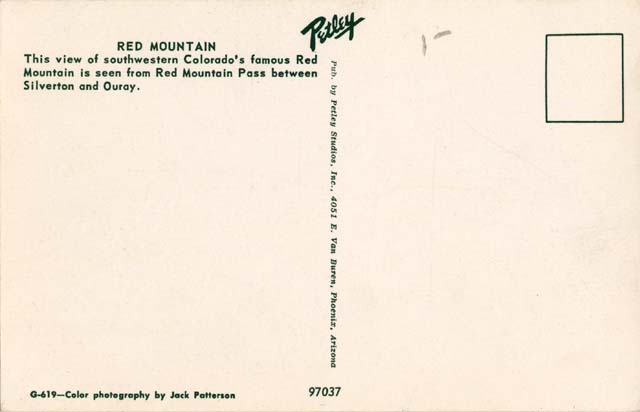 Petley
RED MOUNTAIN
This view of southwestern Colorado's famous Red
Mountain is seen from Red Mountain Pass between
Silverton and Ouray.
Pub. by Petley Studios, Inc., 4051 E. Van Buren, Phoenix, Arizona
1-
G-619—Color photography by Jack Patterson
97037